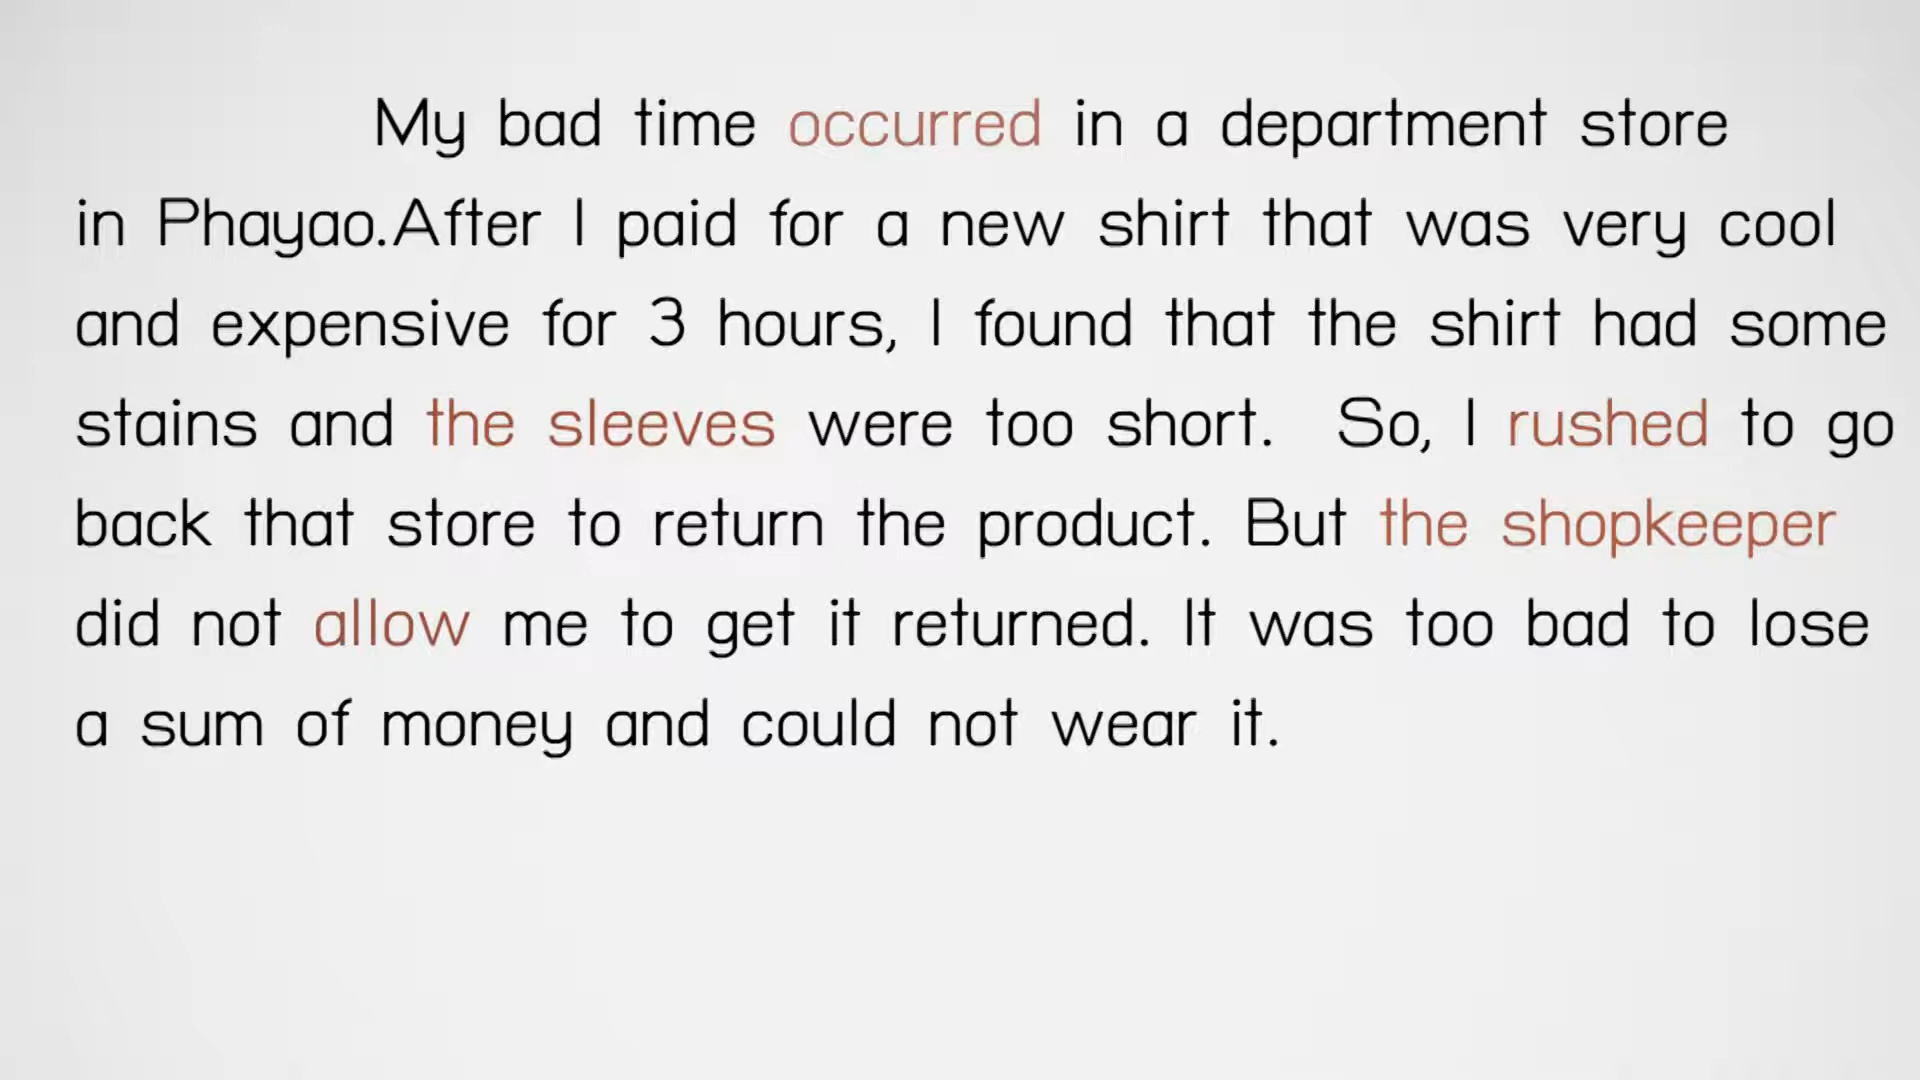 My bad time occurred in a department store
in Phayao.After I paid for a new shirt that was very cool
and expensive for 3 hours, I found that the shirt had some
stains and the sleeves were too short. So, I rushed to go
back that store to return the product. But the shopkeeper
did not allow me to get it returned. It was too bad to lose
a sum of money and could not wear it.